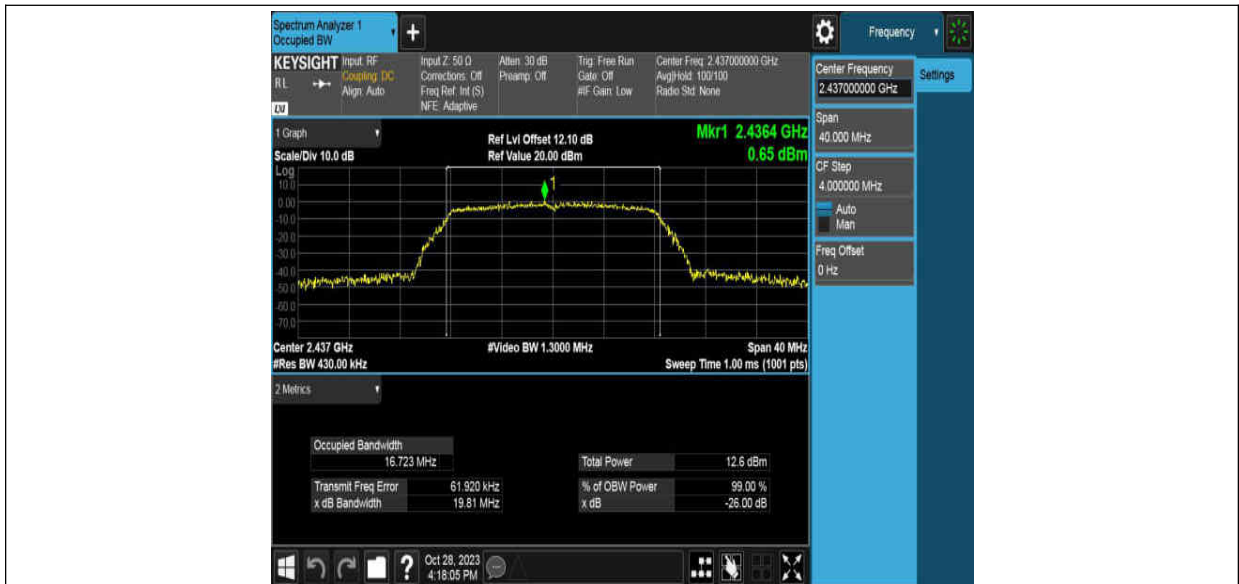 Spectrum Analyzer 1
Occupied BW
Frequency
KEYSIGHT
RL
LXI
Input: RF
Coupling: DC
Align: Auto
Input Z: 50 Ω
Corrections: Off
Freq Ref: Int (S)
NFE: Adaptive
Atten: 30 dB
Preamp: Off
Trig: Free Run
Gate: Off
#IF Gain: Low
Center Freq: 2.437000000 GHz
Avg|Hold: 100/100
Radio Std: None
Center Frequency
2.437000000 GHz
Settings
Span
40.000 MHz
CF Step
4.000000 MHz
Auto
Man
Freq Offset
0 Hz
1 Graph
Scale/Div 10.0 dB
Ref Lvl Offset 12.10 dB
Ref Value 20.00 dBm
Mkr1 2.4364 GHz
0.65 dBm
Log
10.0
0.00
-10.0
-20.0
-30.0
-40.0
-50.0
-60.0
-70.0
1
Center 2.437 GHz
#Video BW 1.3000 MHz
Span 40 MHz
#Res BW 430.00 kHz
Sweep Time 1.00 ms (1001 pts)
2 Metrics
Occupied Bandwidth
16.723 MHz
Total Power 12.6 dBm
Transmit Freq Error 61.920 kHz
% of OBW Power 99.00 %
x dB Bandwidth 19.81 MHz
x dB -26.00 dB
?
Oct 28, 2023
4:18:05 PM